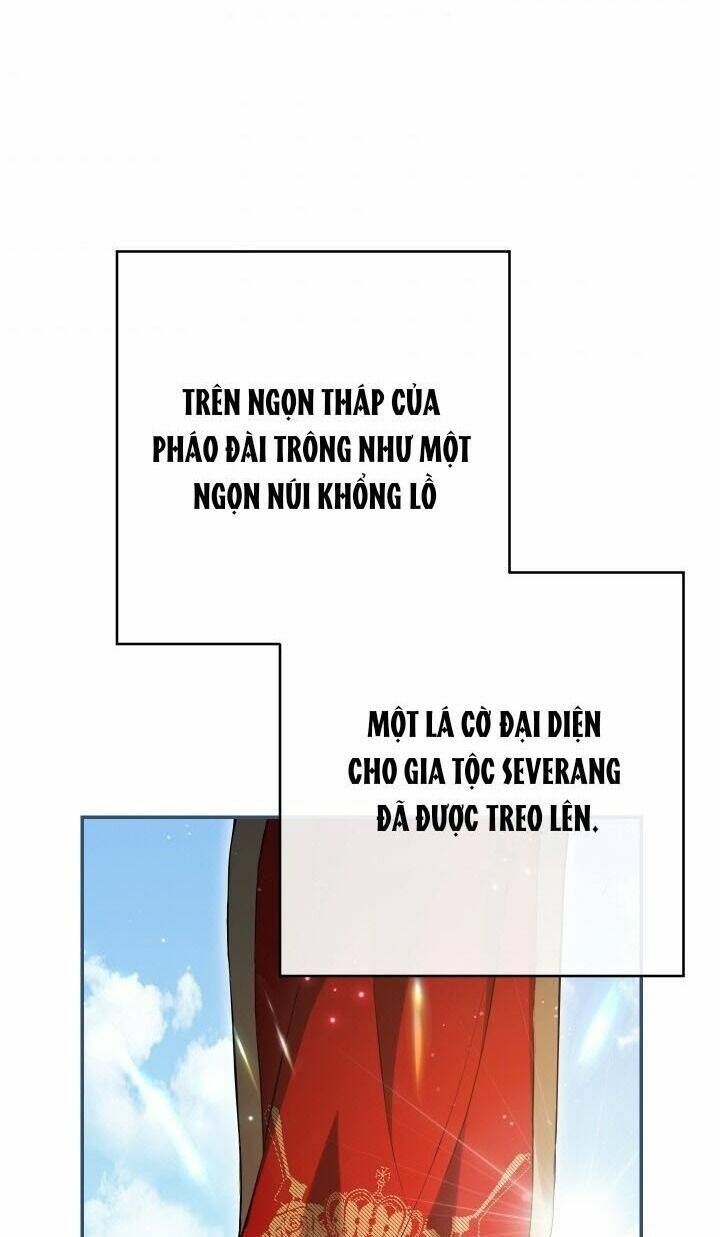 TRÊN NGỌN THÁP CỦA
PHÁO ĐÀI TRÔNG NHƯ MỘT
NGỌN NÚI KHỔNG LỒ
MỘT LÁ CỜ ĐẠI DIỆN
CHO GIA TỘC SEVERANG
ĐÃ ĐƯỢC TREO LÊN.